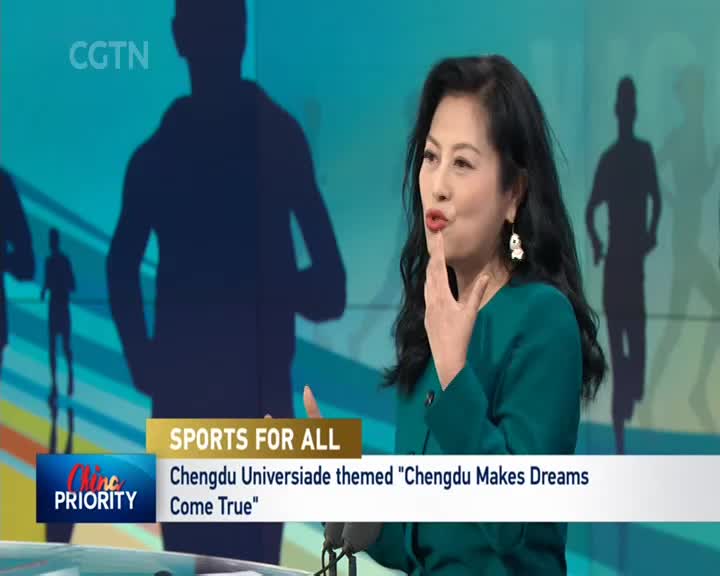 CGTN
SPORTS FOR ALL
China
PRIORITY
Chengdu Universiade themed "Chengdu Makes Dreams
Come True"